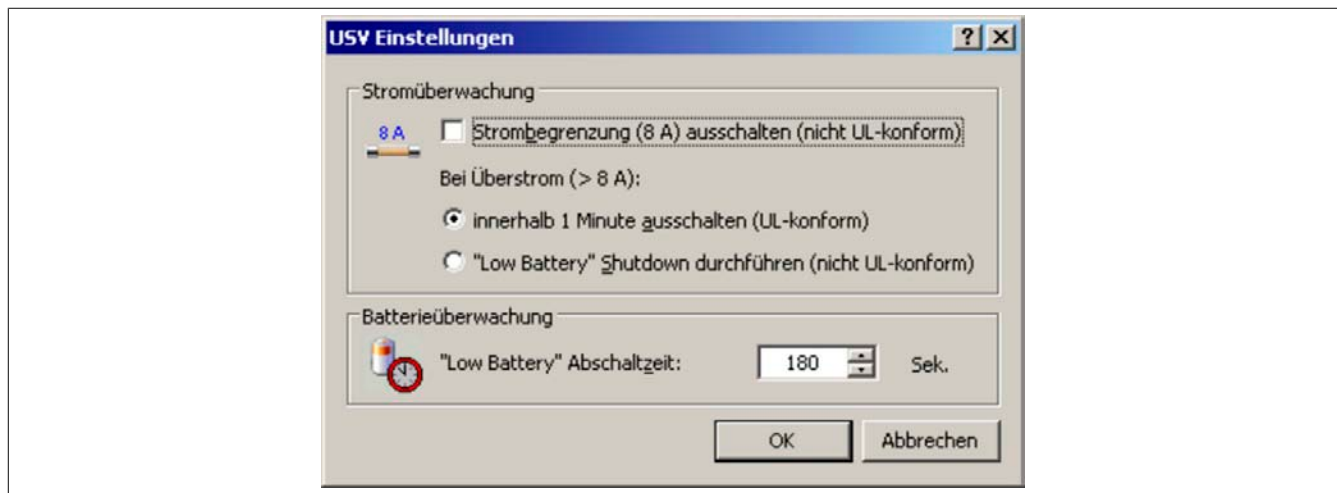 USV Einstellungen
Stromüberwachung
8 A
Strombegrenzung (8 A) ausschalten (nicht UL-konform)
Bei Überstrom (> 8 A):
innerhalb 1 Minute ausschalten (UL-konform)
"Low Battery" Shutdown durchführen (nicht UL-konform)
Batterieüberwachung
"Low Battery" Abschaltzeit: 180 Sek.
OK Abbrechen